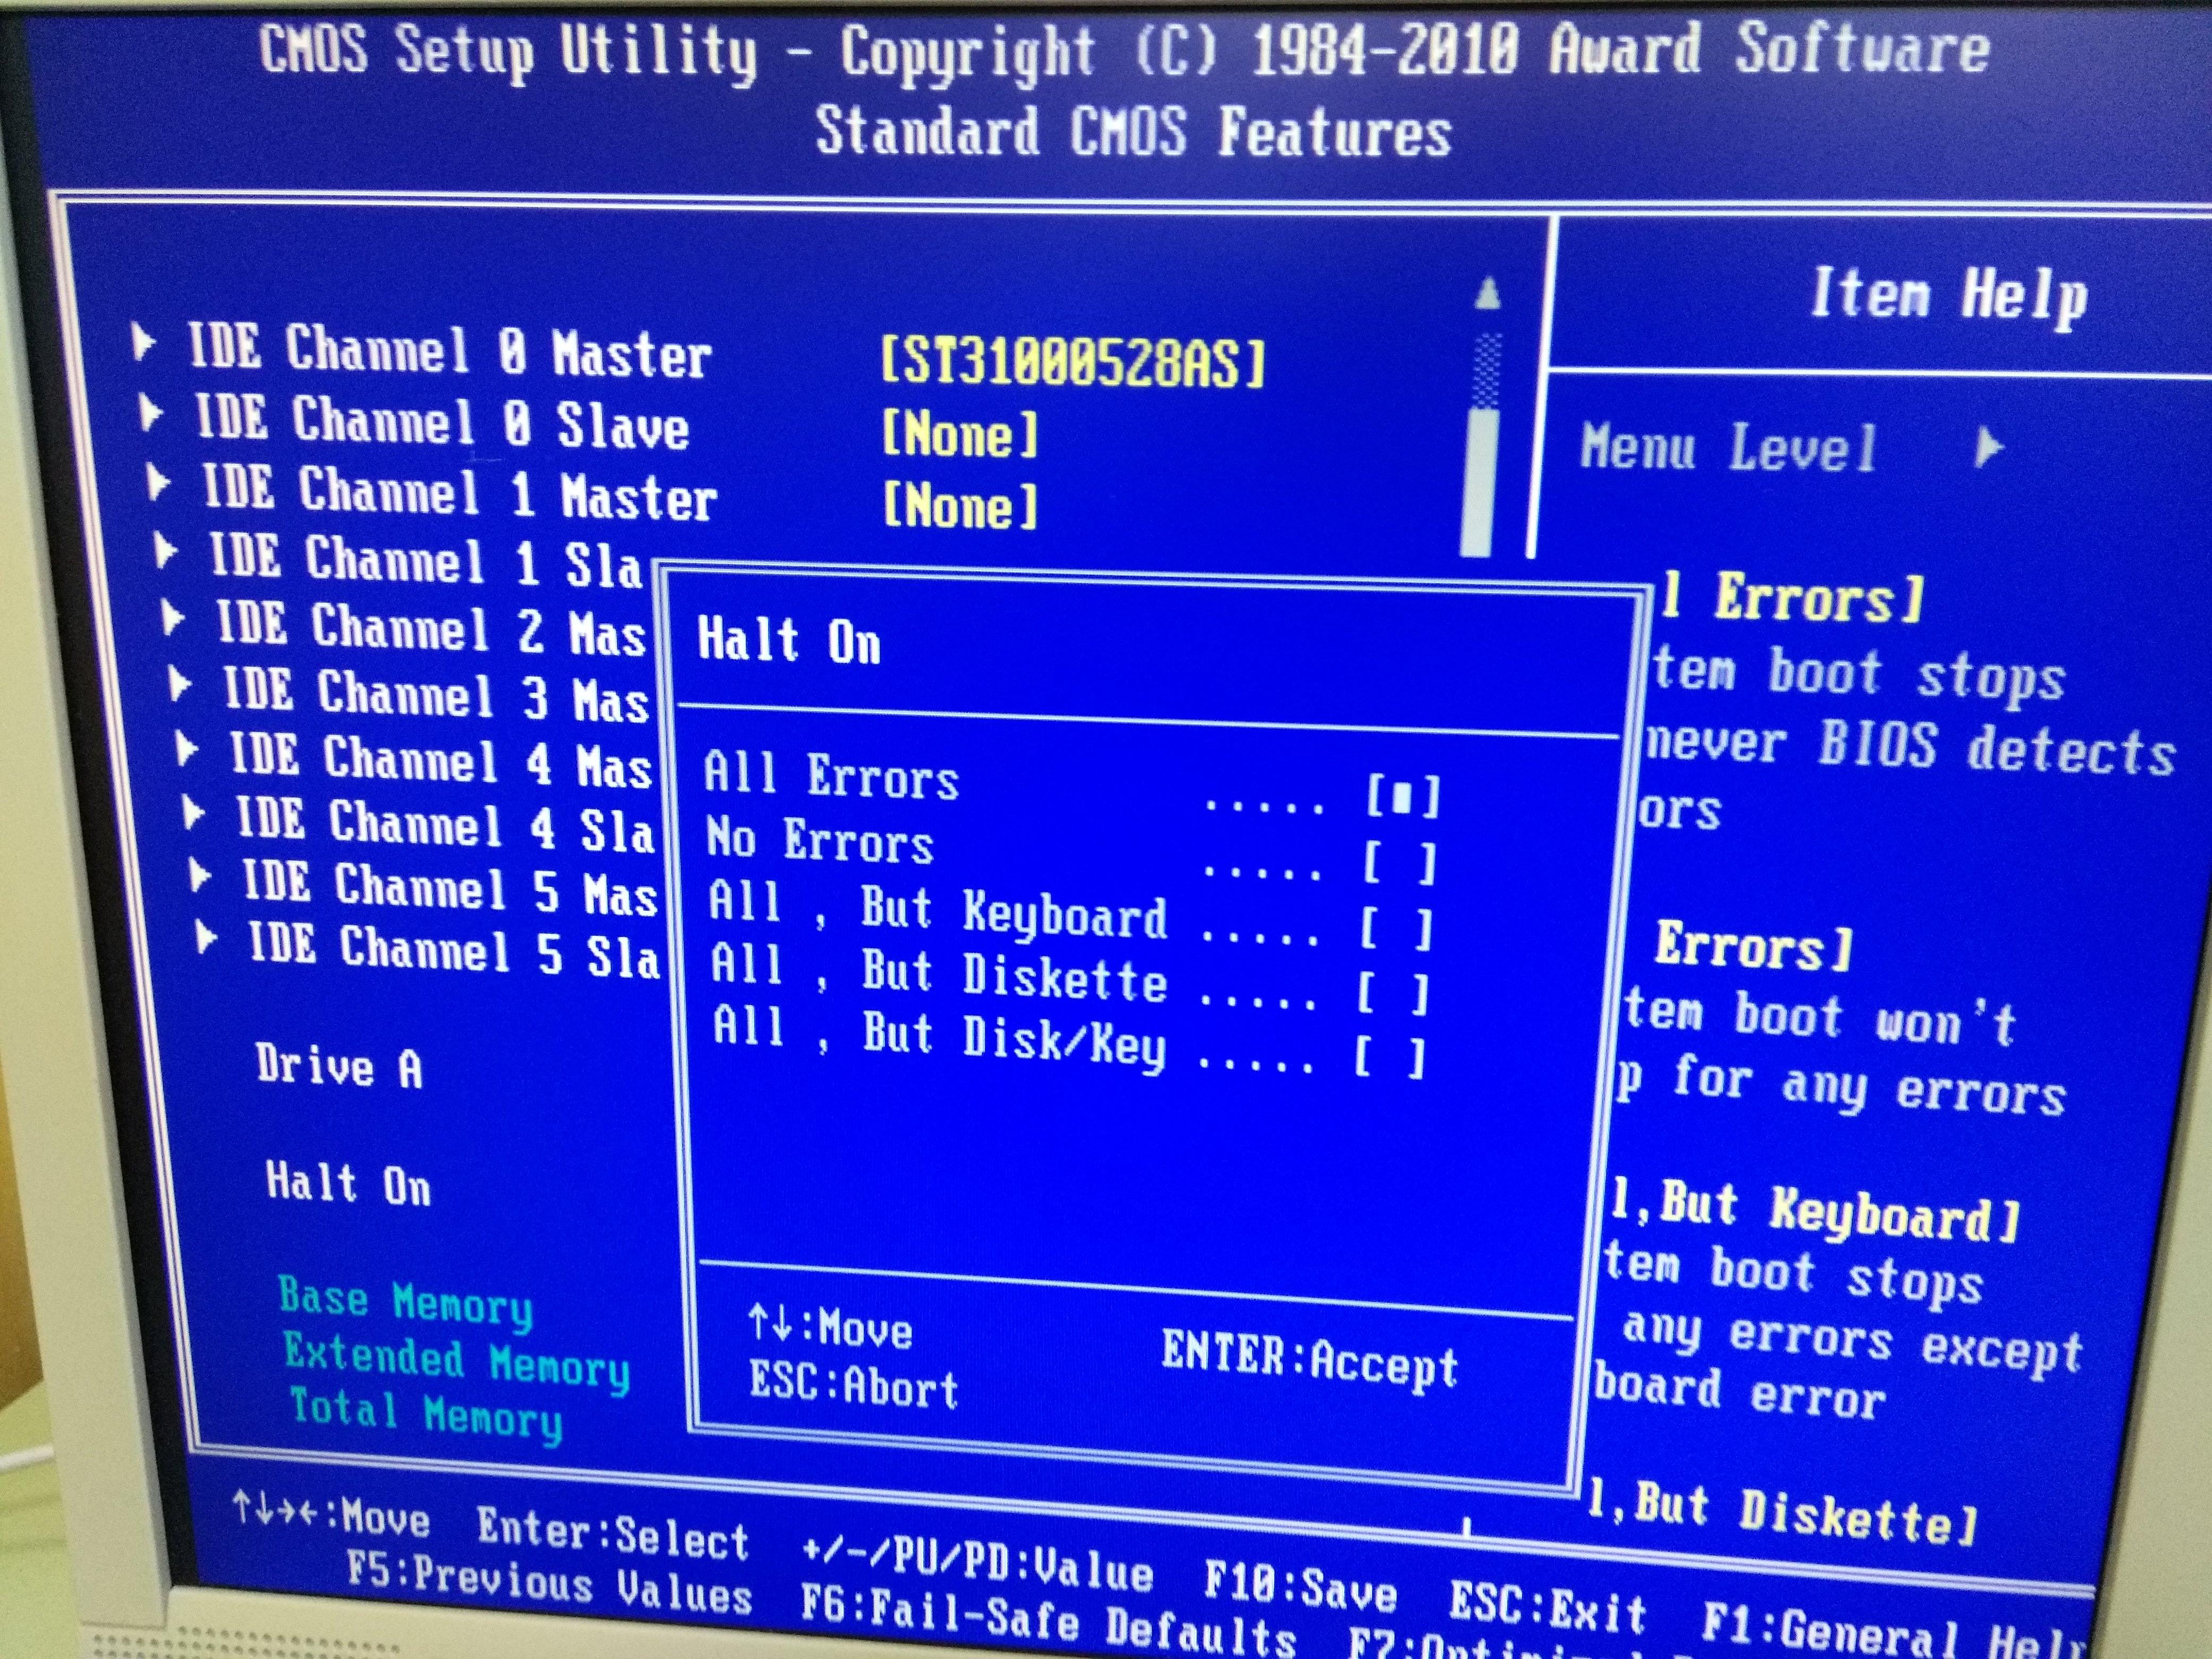 CMOS Setup Utility - Copyright (C) 1984-2010 Award Software
Standard CMOS Features
IDE Channel 0 Master [ST31000528AS]
IDE Channel 0 Slave [None]
IDE Channel 1 Master [None]
IDE Channel 1 Sla
IDE Channel 2 Mas
IDE Channel 3 Mas
IDE Channel 4 Mas
IDE Channel 4 Sla
IDE Channel 5 Mas
IDE Channel 5 Sla
Drive A
Halt On
Base Memory
Extended Memory
Total Memory
Halt On
All Errors ..... [▮]
No Errors ..... [ ]
All , But Keyboard ..... [ ]
All , But Diskette ..... [ ]
All , But Disk/Key ..... [ ]
↑↓:Move ENTER:Accept
ESC:Abort
Item Help
Menu Level ▶
l Errors]
tem boot stops
never BIOS detects
ors
Errors]
tem boot won't
p for any errors
l,But Keyboard]
tem boot stops
any errors except
board error
l,But Diskette]
↑↓→←:Move Enter:Select +/-/PU/PD:Value F10:Save ESC:Exit F1:General Help
F5:Previous Values F6:Fail-Safe Defaults